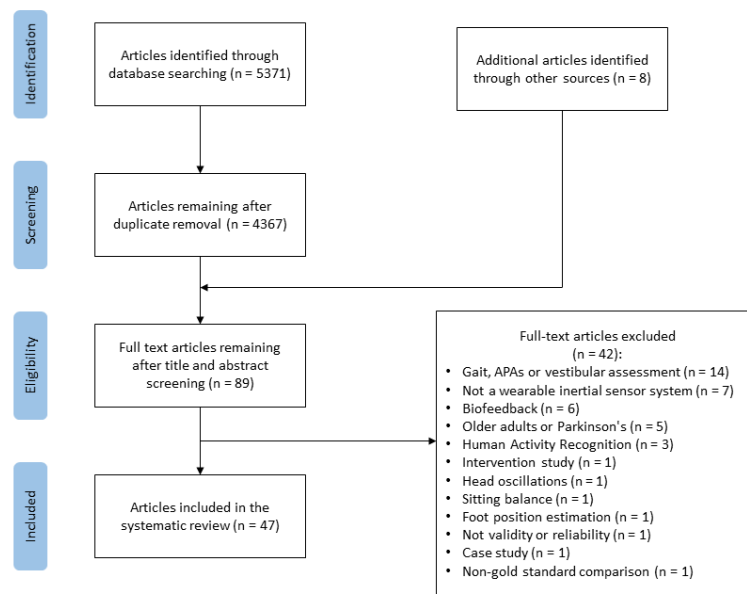 Identification
Articles identified through
database searching (n = 5371)
Additional articles identified
through other sources (n = 8)
Screening
Articles remaining after
duplicate removal (n = 4367)
Eligibility
Full text articles remaining
after title and abstract
screening (n = 89)
Full-text articles excluded
(n = 42):
• Gait, APAs or vestibular assessment (n = 14)
• Not a wearable inertial sensor system (n = 7)
• Biofeedback (n = 6)
• Older adults or Parkinson's (n = 5)
• Human Activity Recognition (n = 3)
• Intervention study (n = 1)
• Head oscillations (n = 1)
• Sitting balance (n = 1)
• Foot position estimation (n = 1)
• Not validity or reliability (n = 1)
• Case study (n = 1)
• Non-gold standard comparison (n = 1)
Included
Articles included in the
systematic review (n = 47)